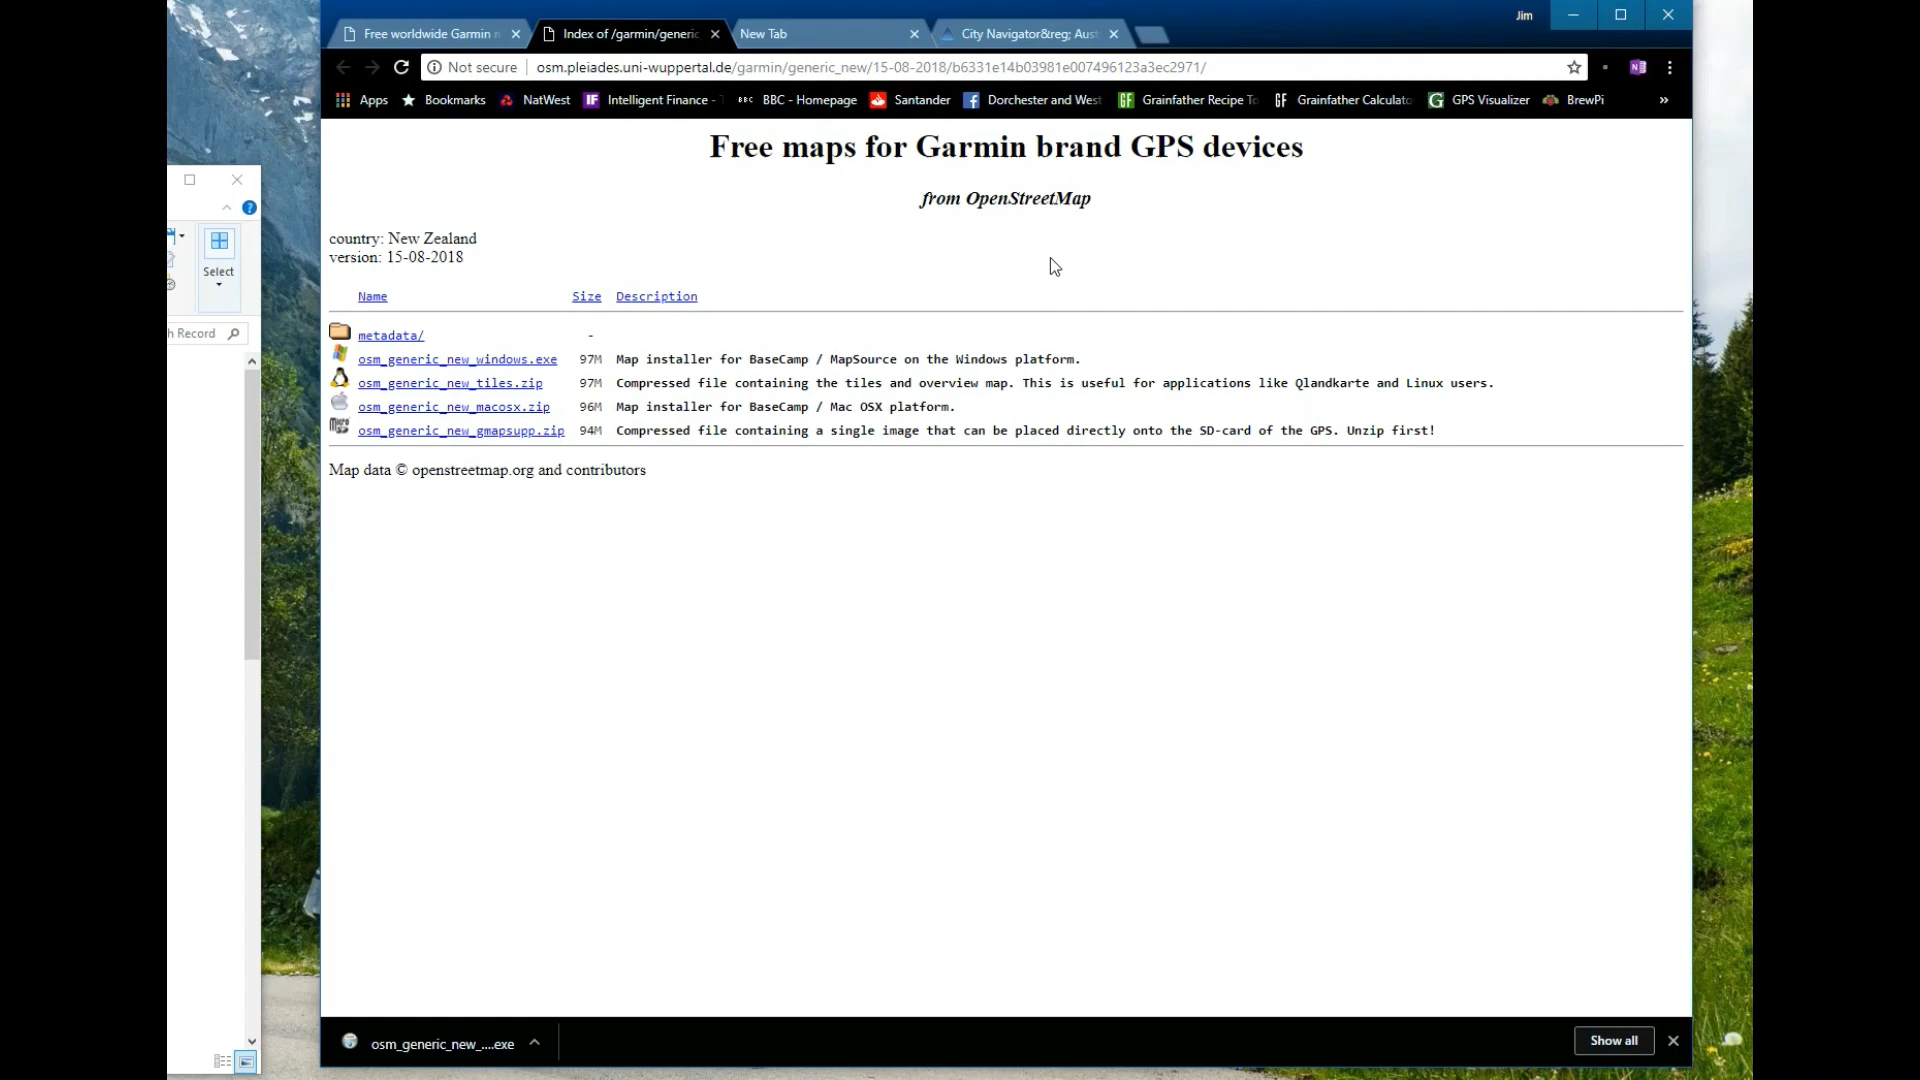 Jim
Free worldwide Garmin
Index of /garmin/generic
New Tab
City Navigator&reg; Aust
Not secure
osm.pleiades.uni-wuppertal.de/garmin/generic_new/15-08-2018/b6331e14b03981e007496123a3ec2971/
Apps
Bookmarks
NatWest
IF
Intelligent Finance -
BBC
BBC - Homepage
Santander
Dorchester and West
GF
Grainfather Recipe To
GF
Grainfather Calculato
GPS Visualizer
BrewPi
»
Free maps for Garmin brand GPS devices
from OpenStreetMap
country: New Zealand
version: 15-08-2018
Name Size Description
metadata/ -
osm_generic_new_windows.exe 97M Map installer for BaseCamp / MapSource on the Windows platform.
osm_generic_new_tiles.zip 97M Compressed file containing the tiles and overview map. This is useful for applications like Qlandkarte and Linux users.
osm_generic_new_macosx.zip 96M Map installer for BaseCamp / Mac OSX platform.
osm_generic_new_gmapsupp.zip 94M Compressed file containing a single image that can be placed directly onto the SD-card of the GPS. Unzip first!
Map data © openstreetmap.org and contributors
Select
h Record
osm_generic_new_....exe
Show all